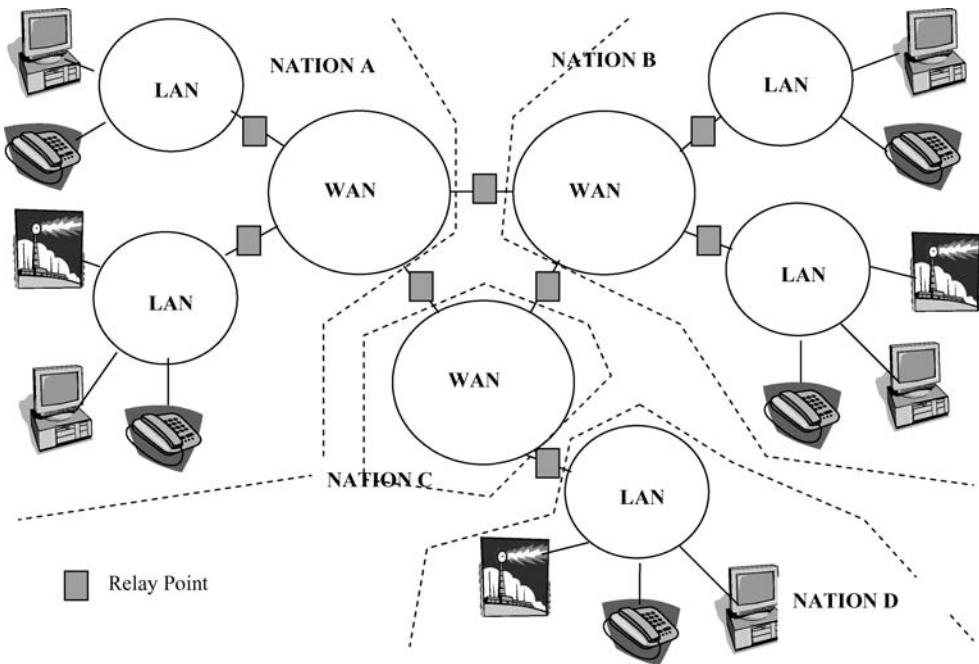 NATION A
NATION B
LAN
LAN
WAN
WAN
LAN
LAN
WAN
NATION C
LAN
Relay Point
NATION D